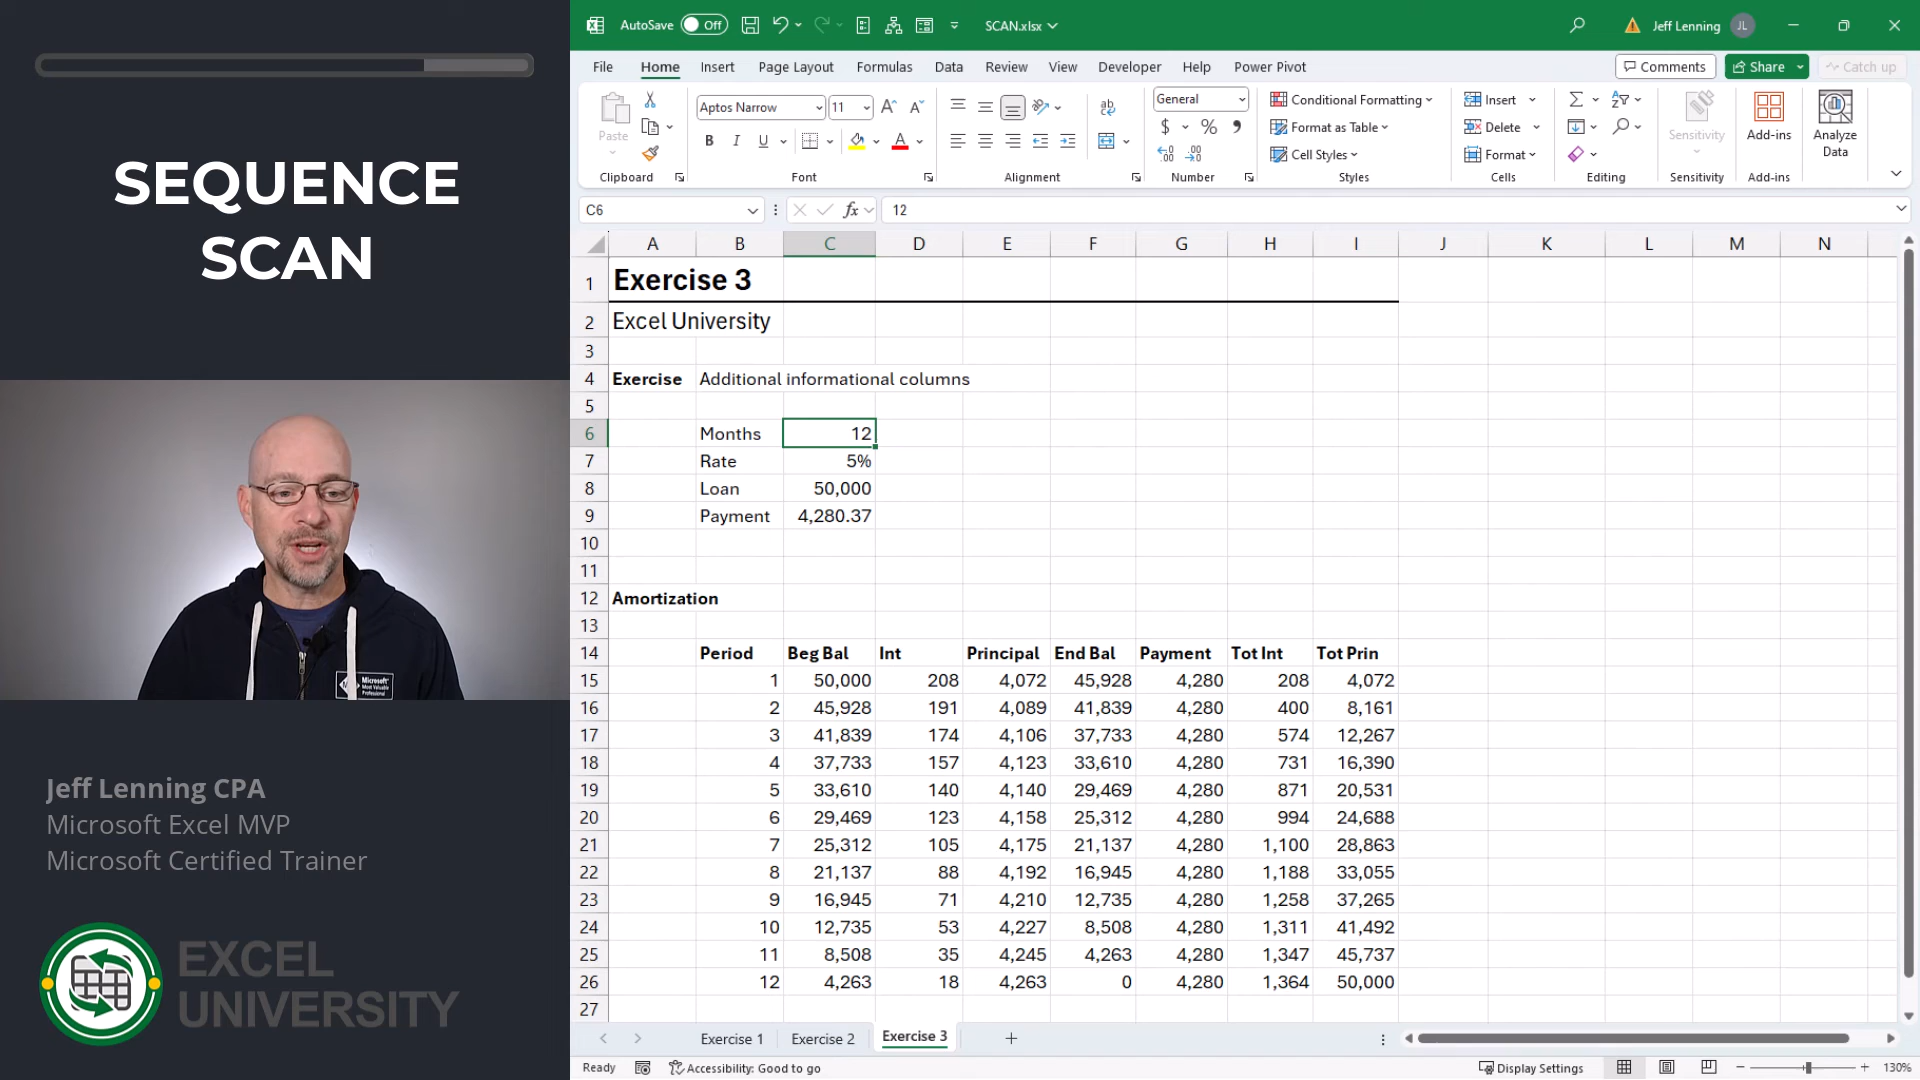 SEQUENCE
SCAN
Jeff Lenning CPA
Microsoft Excel MVP
Microsoft Certified Trainer
EXCEL
UNIVERSITY
Microsoft
Most Valuable
Professional
AutoSave Off SCAN.xlsx Jeff Lenning JL
File Home Insert Page Layout Formulas Data Review View Developer Help Power Pivot Comments Share Catch up
Paste
Clipboard
Aptos Narrow 11
B I U
Font
ab
Alignment
General
$ % 9
Number
Conditional Formatting
Format as Table
Cell Styles
Styles
Insert
Delete
Format
Cells
Editing
Sensitivity
Sensitivity
Add-ins
Add-ins
Analyze
Data
C6 fx 12
A B C D E F G H I J K L M N
1 Exercise 3
2 Excel University
3
4 Exercise Additional informational columns
5
6 Months 12
7 Rate 5%
8 Loan 50,000
9 Payment 4,280.37
10
11
12 Amortization
13
14 Period Beg Bal Int Principal End Bal Payment Tot Int Tot Prin
15 1 50,000 208 4,072 45,928 4,280 208 4,072
16 2 45,928 191 4,089 41,839 4,280 400 8,161
17 3 41,839 174 4,106 37,733 4,280 574 12,267
18 4 37,733 157 4,123 33,610 4,280 731 16,390
19 5 33,610 140 4,140 29,469 4,280 871 20,531
20 6 29,469 123 4,158 25,312 4,280 994 24,688
21 7 25,312 105 4,175 21,137 4,280 1,100 28,863
22 8 21,137 88 4,192 16,945 4,280 1,188 33,055
23 9 16,945 71 4,210 12,735 4,280 1,258 37,265
24 10 12,735 53 4,227 8,508 4,280 1,311 41,492
25 11 8,508 35 4,245 4,263 4,280 1,347 45,737
26 12 4,263 18 4,263 0 4,280 1,364 50,000
27
Exercise 1 Exercise 2 Exercise 3
Ready Accessibility: Good to go Display Settings 130%